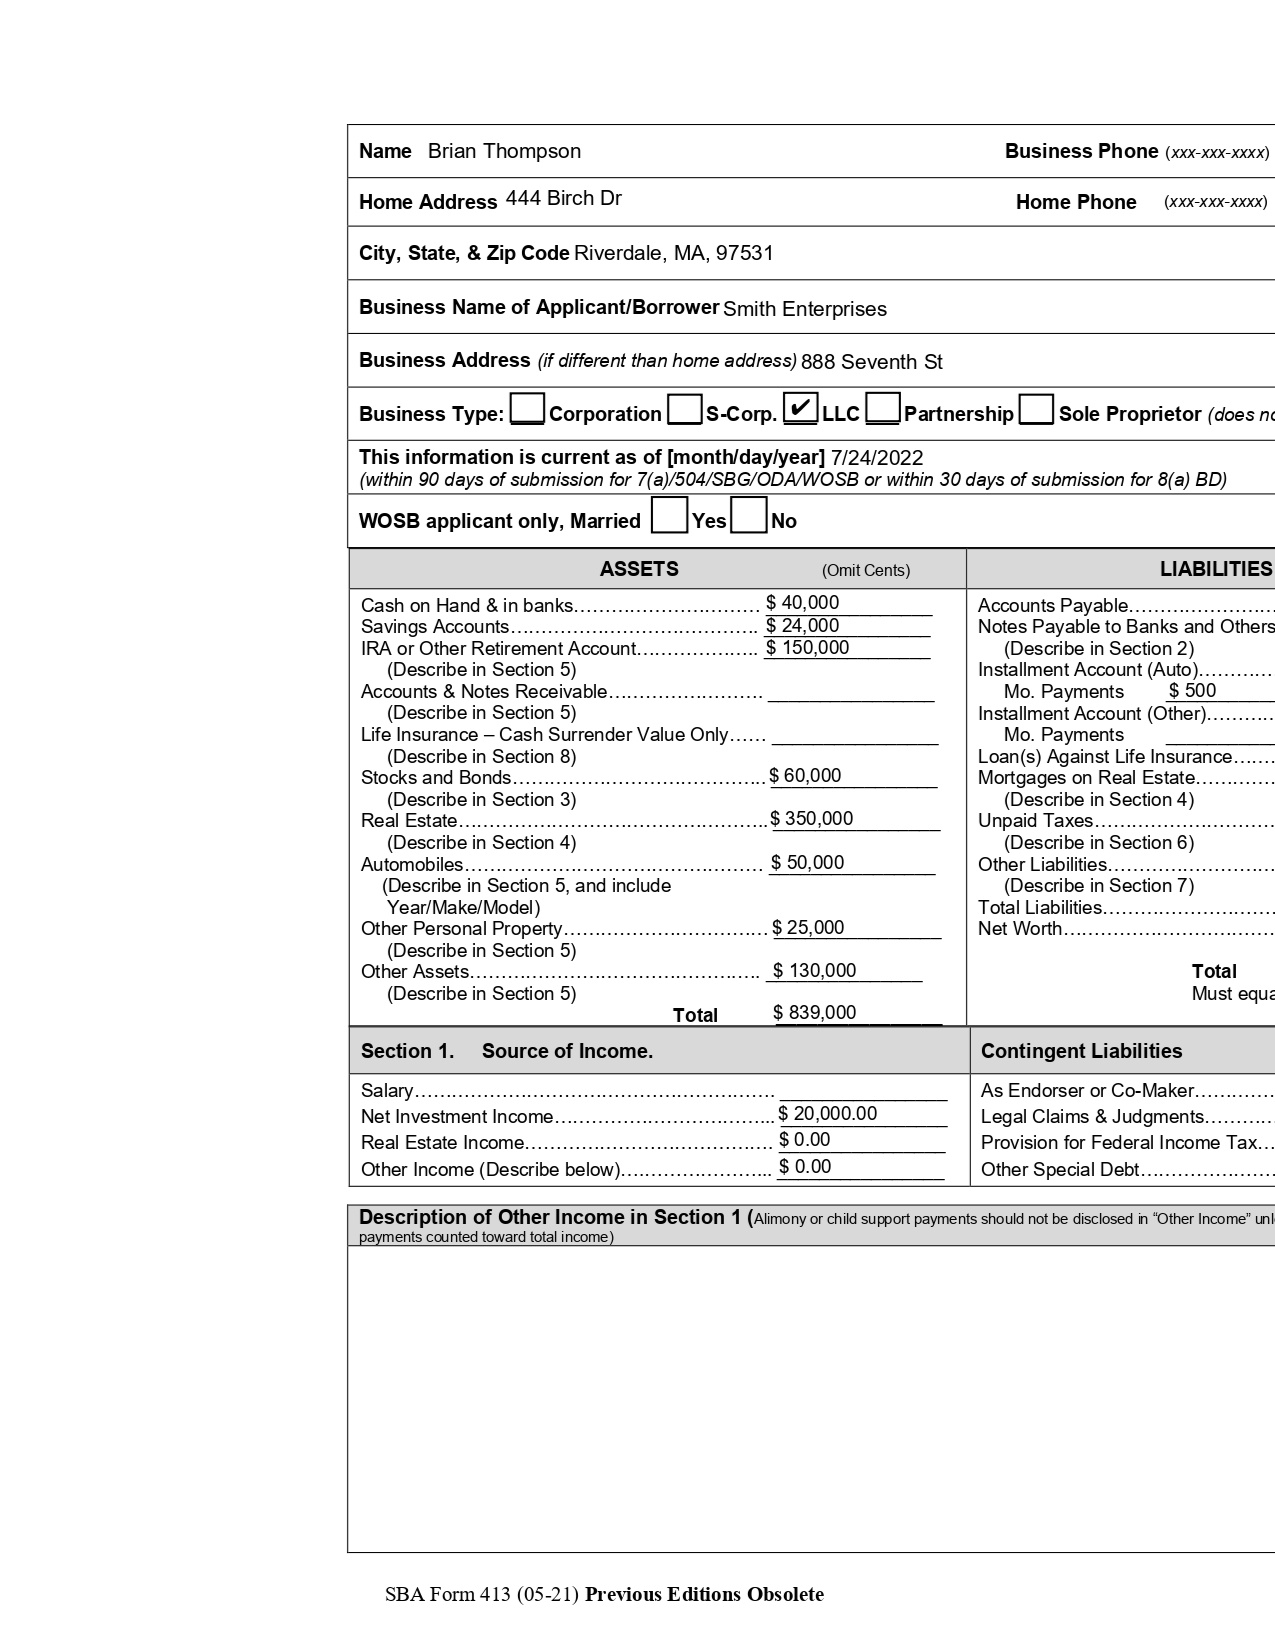 Name Brian Thompson Business Phone (xxx-xxx-xxxx)
Home Address 444 Birch Dr Home Phone (xxx-xxx-xxxx)
City, State, & Zip Code Riverdale, MA, 97531
Business Name of Applicant/Borrower Smith Enterprises
Business Address (if different than home address) 888 Seventh St
Business Type: Corporation S-Corp. ✔ LLC Partnership Sole Proprietor (does
This information is current as of [month/day/year] 7/24/2022
(within 90 days of submission for 7(a)/504/SBG/ODA/WOSB or within 30 days of submission for 8(a) BD)
WOSB applicant only, Married Yes No
ASSETS (Omit Cents)
Cash on Hand & in banks………………………… $ 40,000
Savings Accounts………………………………… $ 24,000
IRA or Other Retirement Account……………….. $ 150,000
(Describe in Section 5)
Accounts & Notes Receivable……………………
(Describe in Section 5)
Life Insurance – Cash Surrender Value Only……
(Describe in Section 8)
Stocks and Bonds………………………………….. $ 60,000
(Describe in Section 3)
Real Estate………………………………………….. $ 350,000
(Describe in Section 4)
Automobiles………………………………………… $ 50,000
(Describe in Section 5, and include
Year/Make/Model)
Other Personal Property…………………………… $ 25,000
(Describe in Section 5)
Other Assets……………………………………….. $ 130,000
(Describe in Section 5)
Total $ 839,000
LIABILITIES
Accounts Payable……………………
Notes Payable to Banks and Others
(Describe in Section 2)
Installment Account (Auto)…………
Mo. Payments $ 500
Installment Account (Other)………..
Mo. Payments
Loan(s) Against Life Insurance……
Mortgages on Real Estate…………
(Describe in Section 4)
Unpaid Taxes…………………………
(Describe in Section 6)
Other Liabilities………………………
(Describe in Section 7)
Total Liabilities………………………
Net Worth……………………………
Total
Must
Section 1. Source of Income.
Salary………………………………………………….
Net Investment Income……………………………... $ 20,000.00
Real Estate Income…………………………………. $ 0.00
Other Income (Describe below)…………………... $ 0.00
Contingent Liabilities
As Endorser or Co-Maker…………
Legal Claims & Judgments………..
Provision for Federal Income Tax…
Other Special Debt…………………
Description of Other Income in Section 1 (Alimony or child support payments should not be disclosed in “Other Income”
payments counted toward total income)
SBA Form 413 (05-21) Previous Editions Obsolete